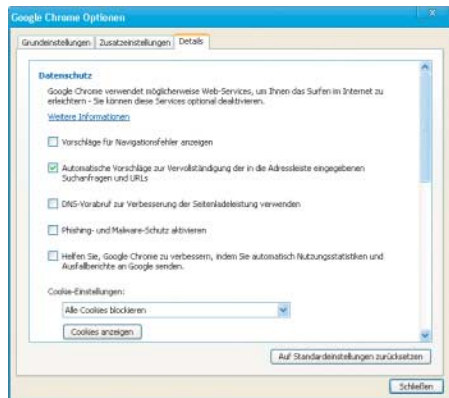 Google Chrome Optionen
Grundeinstellungen
Zusatzeinstellungen
Details
Datenschutz
Google Chrome verwendet möglicherweise Web-Services, um Ihnen das Surfen im Internet zu
erleichtern - Sie können diese Services optional deaktivieren.
Weitere Informationen
Vorschläge für Navigationsfehler anzeigen
Automatische Vorschläge zur Vervollständigung der in die Adressleiste eingegebenen
Suchanfragen und URLs
DNS-Vorabruf zur Verbesserung der Seitenladeleistung verwenden
Phishing- und Malware-Schutz aktivieren
Helfen Sie, Google Chrome zu verbessern, indem Sie automatisch Nutzungsstatistiken und
Ausfallberichte an Google senden.
Cookie-Einstellungen:
Alle Cookies blockieren
Cookies anzeigen
Auf Standardeinstellungen zurücksetzen
Schließen